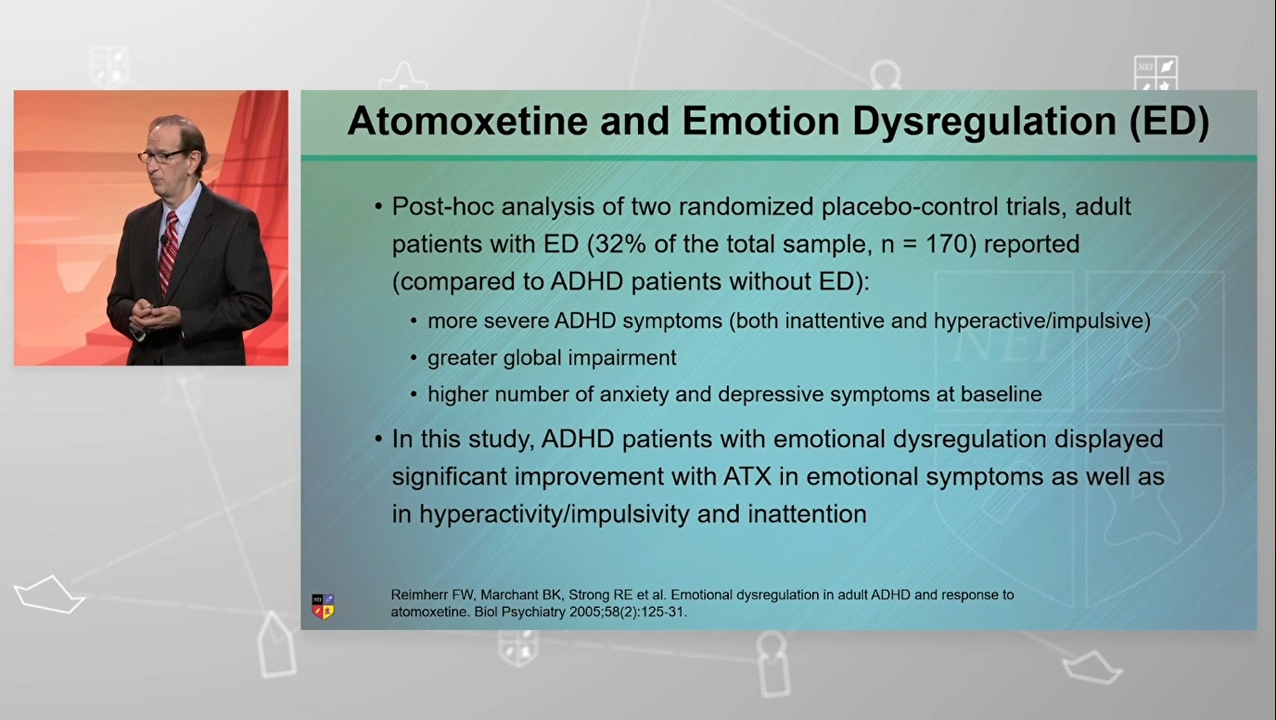 NEI
Atomoxetine and Emotion Dysregulation (ED)
• Post-hoc analysis of two randomized placebo-control trials, adult
patients with ED (32% of the total sample, n = 170) reported
(compared to ADHD patients without ED):
• more severe ADHD symptoms (both inattentive and hyperactive/impulsive)
• greater global impairment
• higher number of anxiety and depressive symptoms at baseline
NEI
• In this study, ADHD patients with emotional dysregulation displayed
significant improvement with ATX in emotional symptoms as well as
in hyperactivity/impulsivity and inattention
NEI
Reimherr FW, Marchant BK, Strong RE et al. Emotional dysregulation in adult ADHD and response to
atomoxetine. Biol Psychiatry 2005;58(2):125-31.